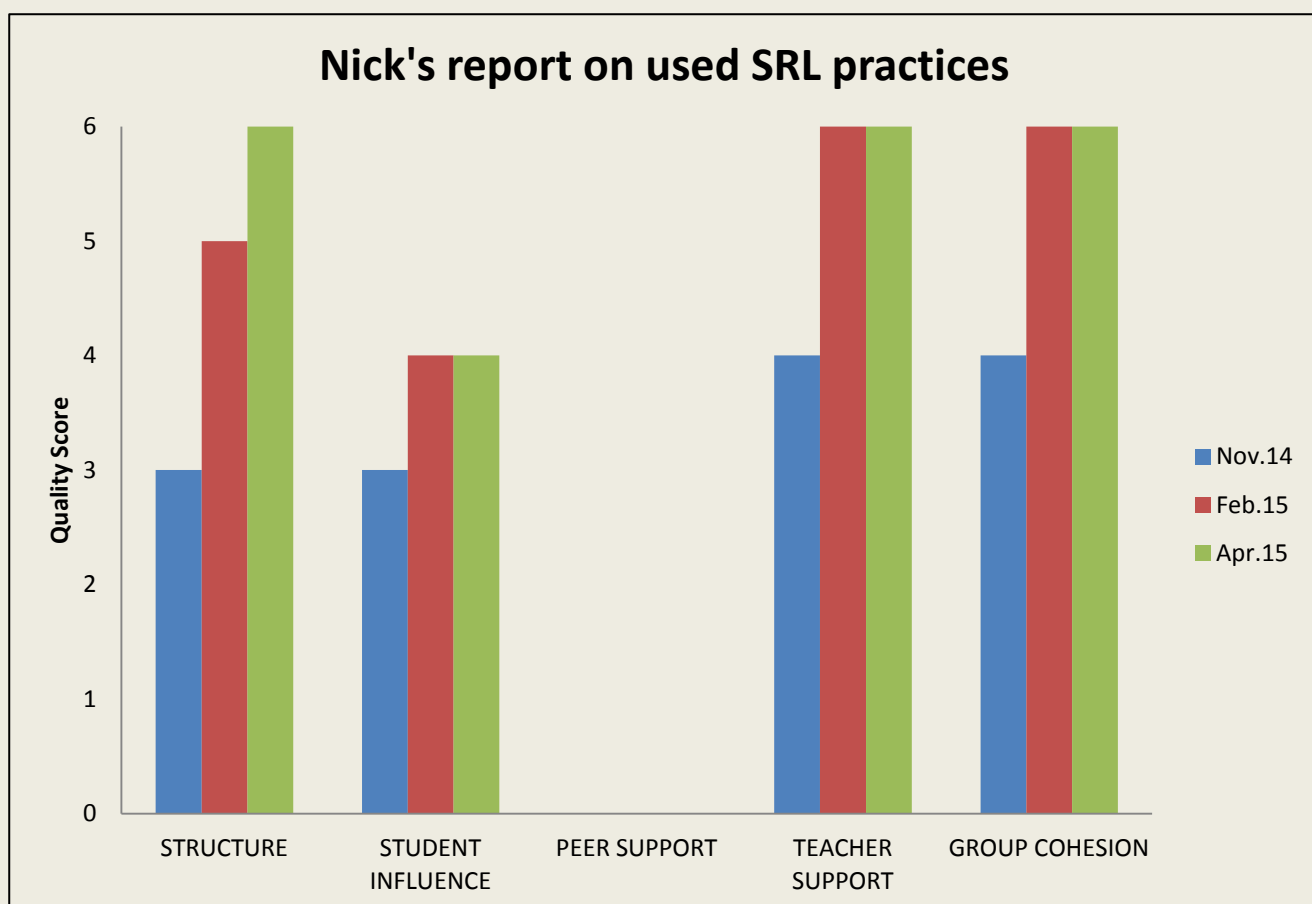 Nick's report on used SRL practices
6
5
4
3
2
1
0
Quality Score
STRUCTURE
STUDENT
INFLUENCE
PEER SUPPORT
TEACHER
SUPPORT
GROUP COHESION
Nov.14
Feb.15
Apr.15